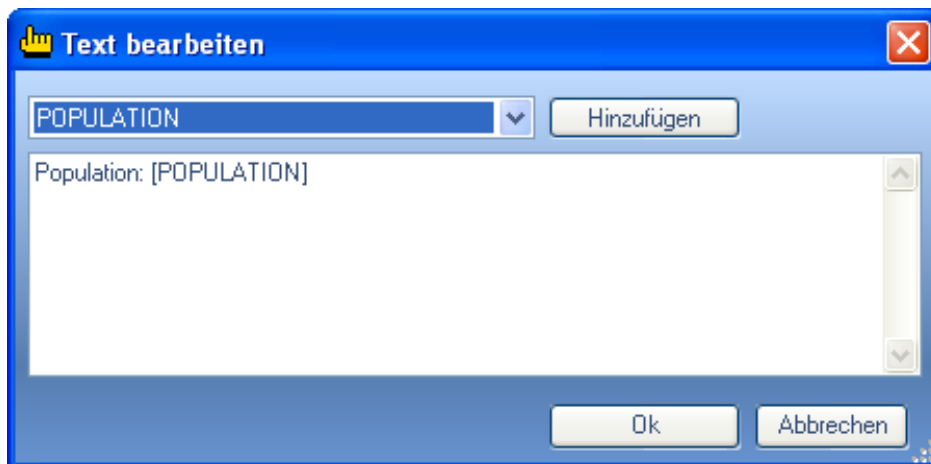 Text bearbeiten
POPULATION
Hinzufügen
Population: [POPULATION]
Ok
Abbrechen